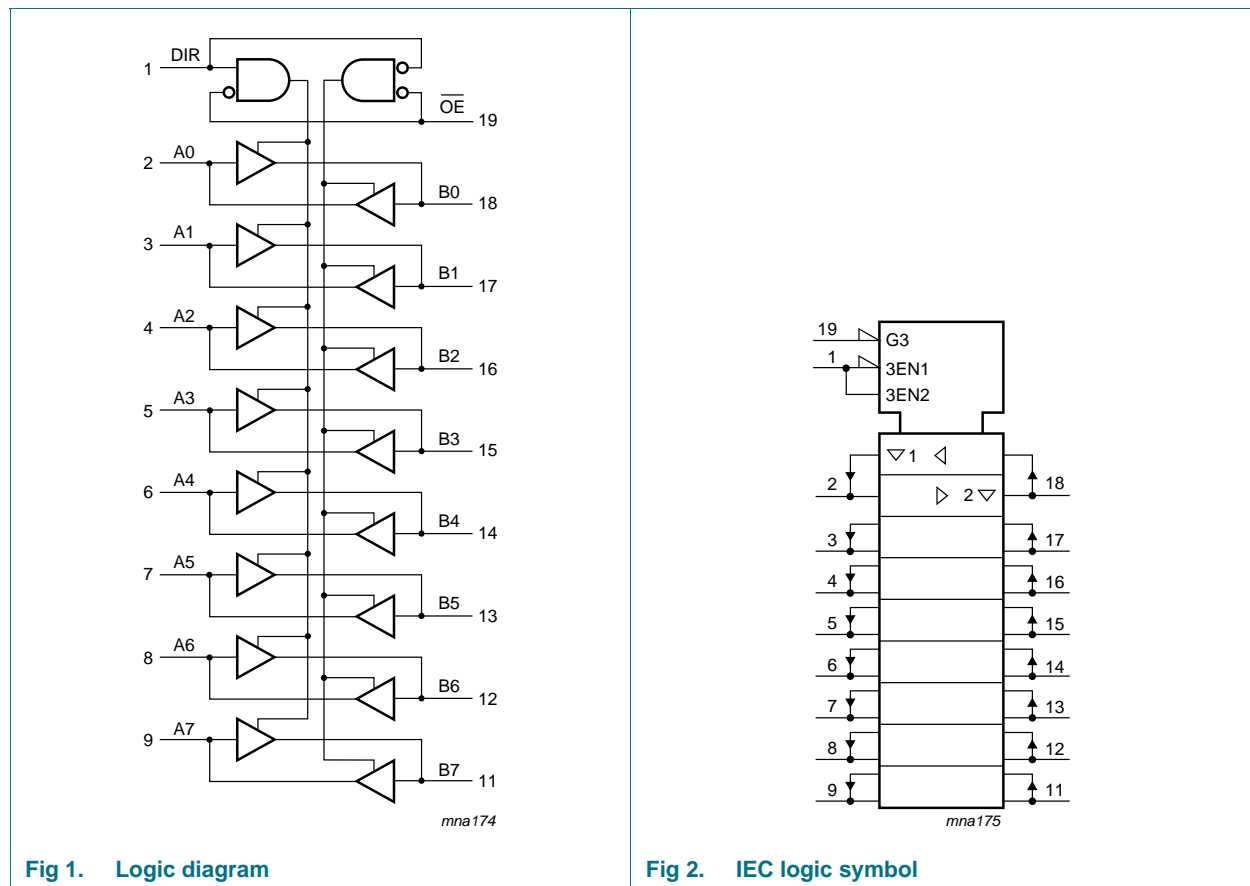 DIR
1
OE
19
A0
2
B0
18
A1
3
B1
17
A2
4
B2
16
A3
5
B3
15
A4
6
B4
14
A5
7
B5
13
A6
8
B6
12
A7
9
B7
11
mna174
Fig 1. Logic diagram
19
G3
1
3EN1
3EN2
1
2
18
2
3
17
4
16
5
15
6
14
7
13
8
12
9
11
mna175
Fig 2. IEC logic symbol